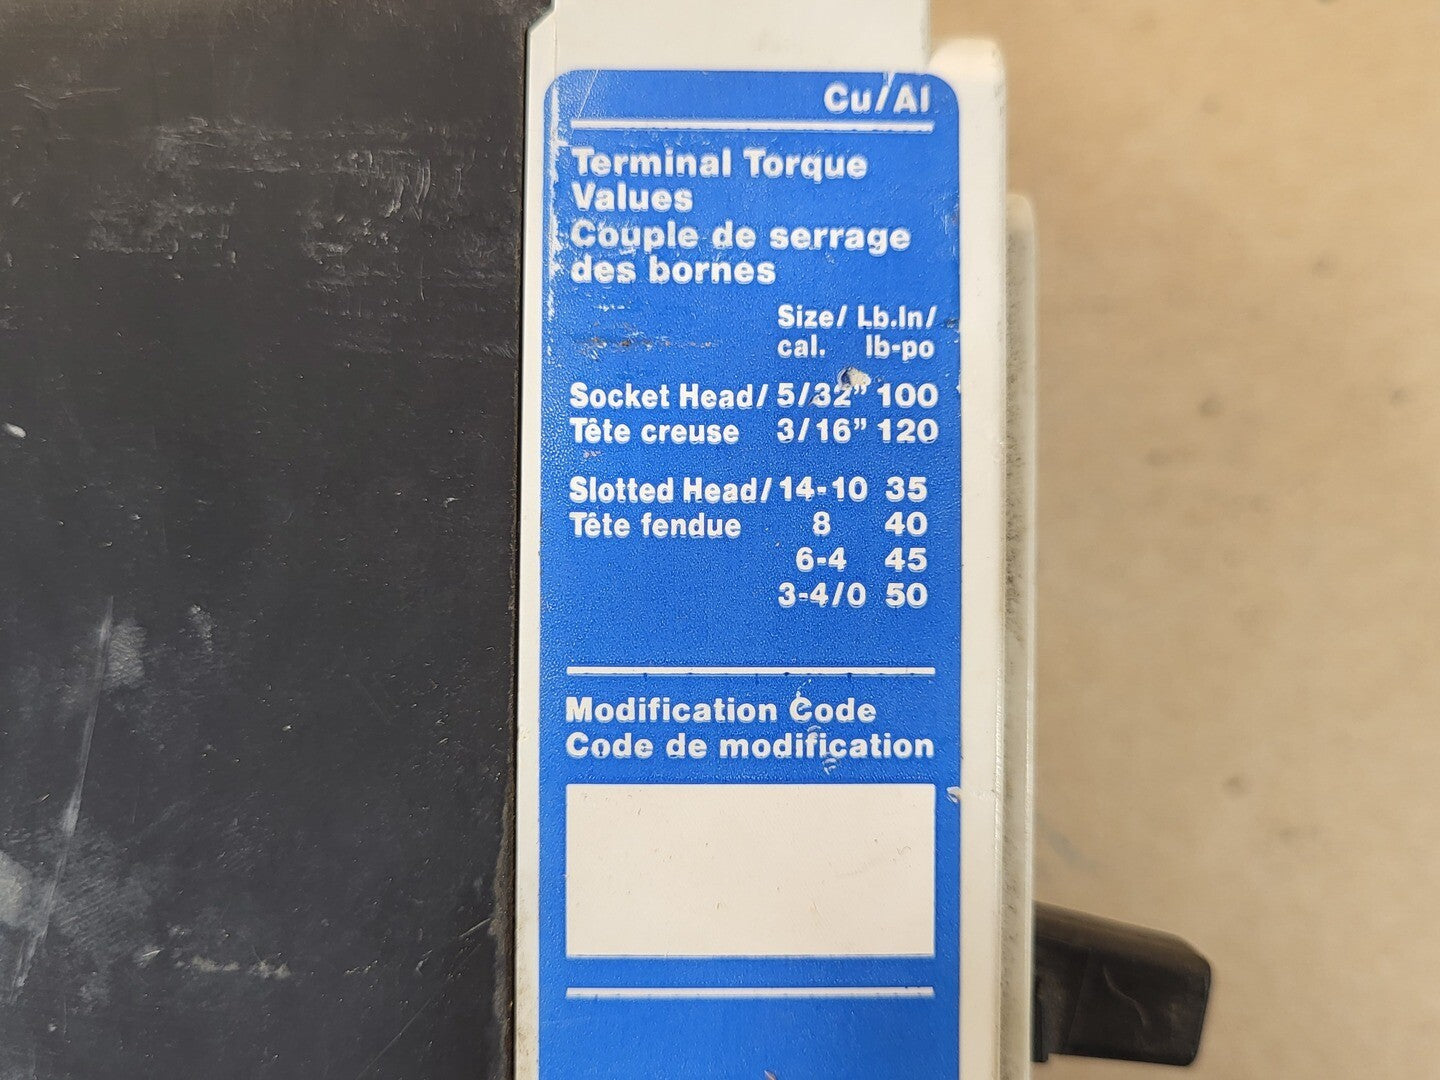 Cu/Al
Terminal Torque
Values
Couple de serrage
des bornes
Size/ Lb.In/
cal. lb-po
Socket Head/ 5/32" 100
Tête creuse 3/16" 120
Slotted Head/ 14-10 35
Tête fendue 8 40
6-4 45
3-4/0 50
Modification Code
Code de modification